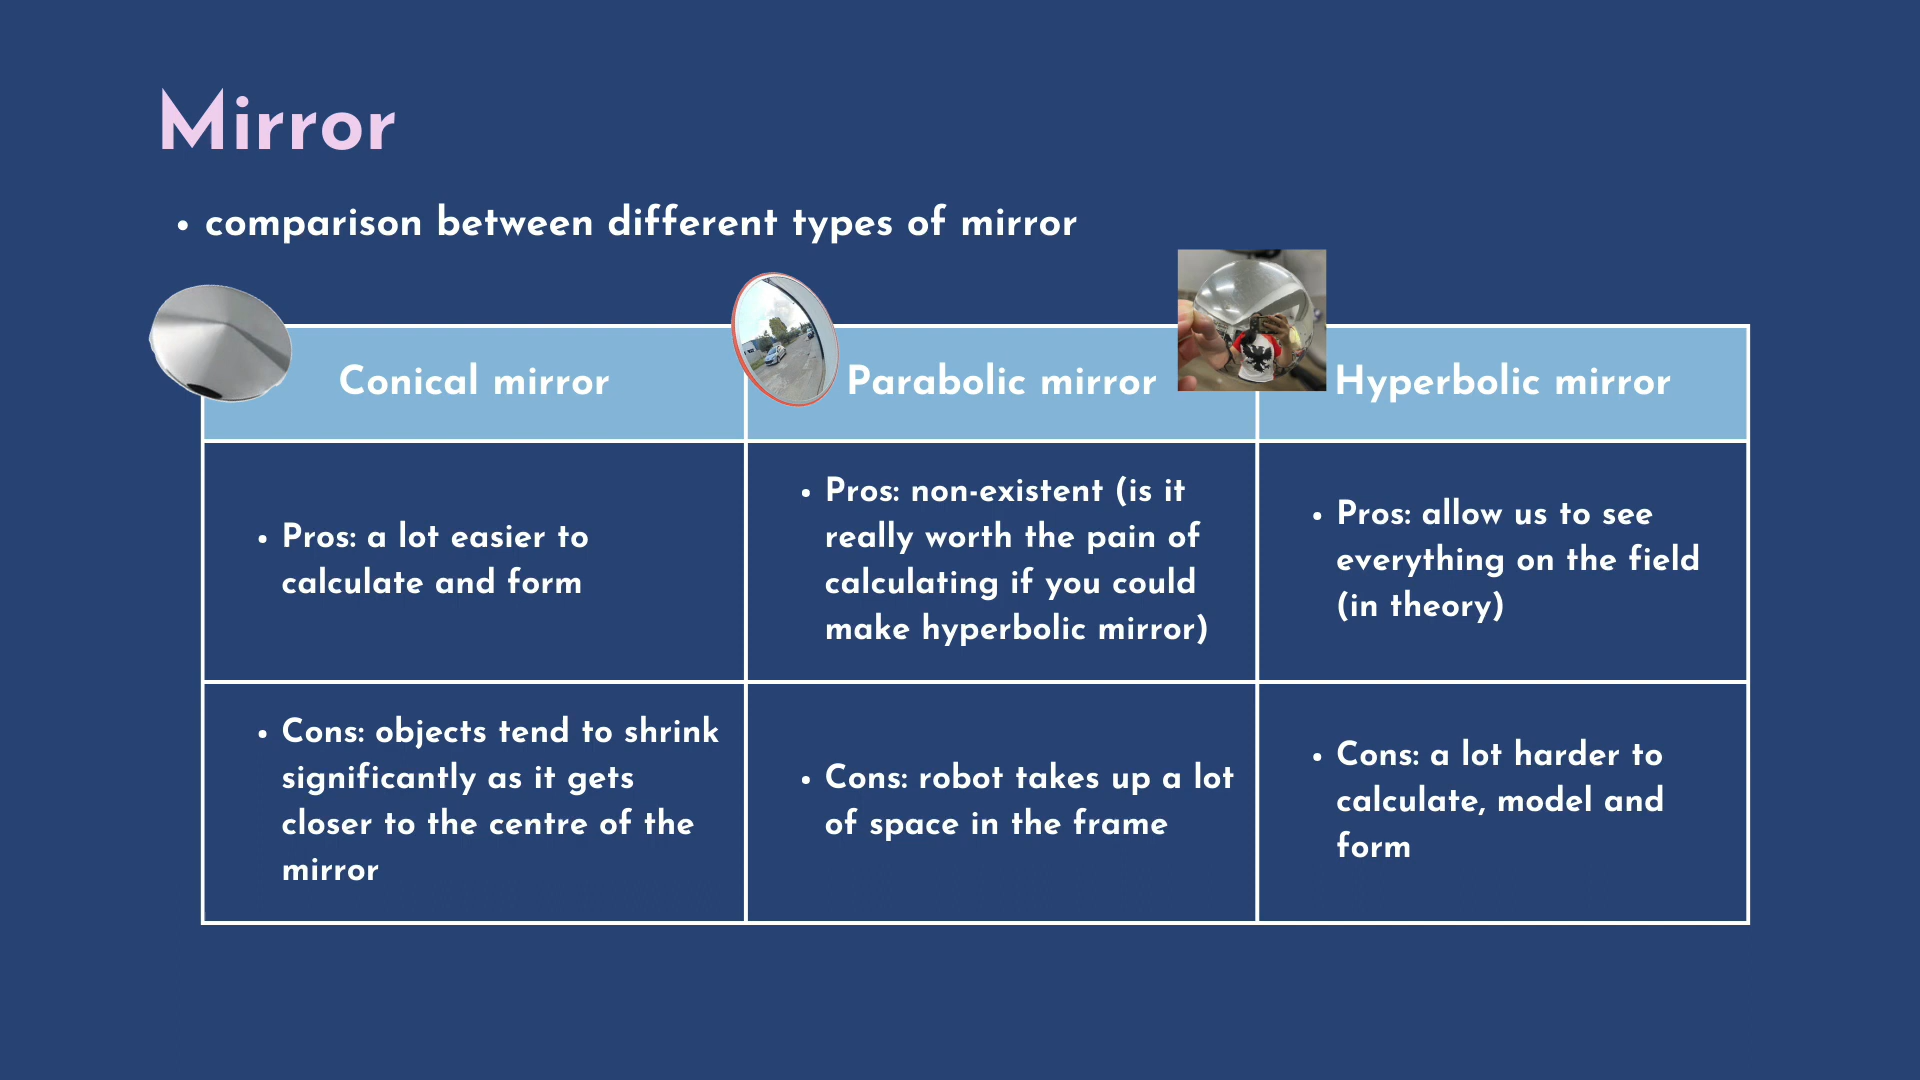 Mirror
• comparison between different types of mirror
Conical mirror
Parabolic mirror
Hyperbolic mirror
• Pros: a lot easier to
calculate and form
• Pros: non-existent (is it
really worth the pain of
calculating if you could
make hyperbolic mirror)
• Pros: allow us to see
everything on the field
(in theory)
• Cons: objects tend to shrink
significantly as it gets
closer to the centre of the
mirror
• Cons: robot takes up a lot
of space in the frame
• Cons: a lot harder to
calculate, model and
form